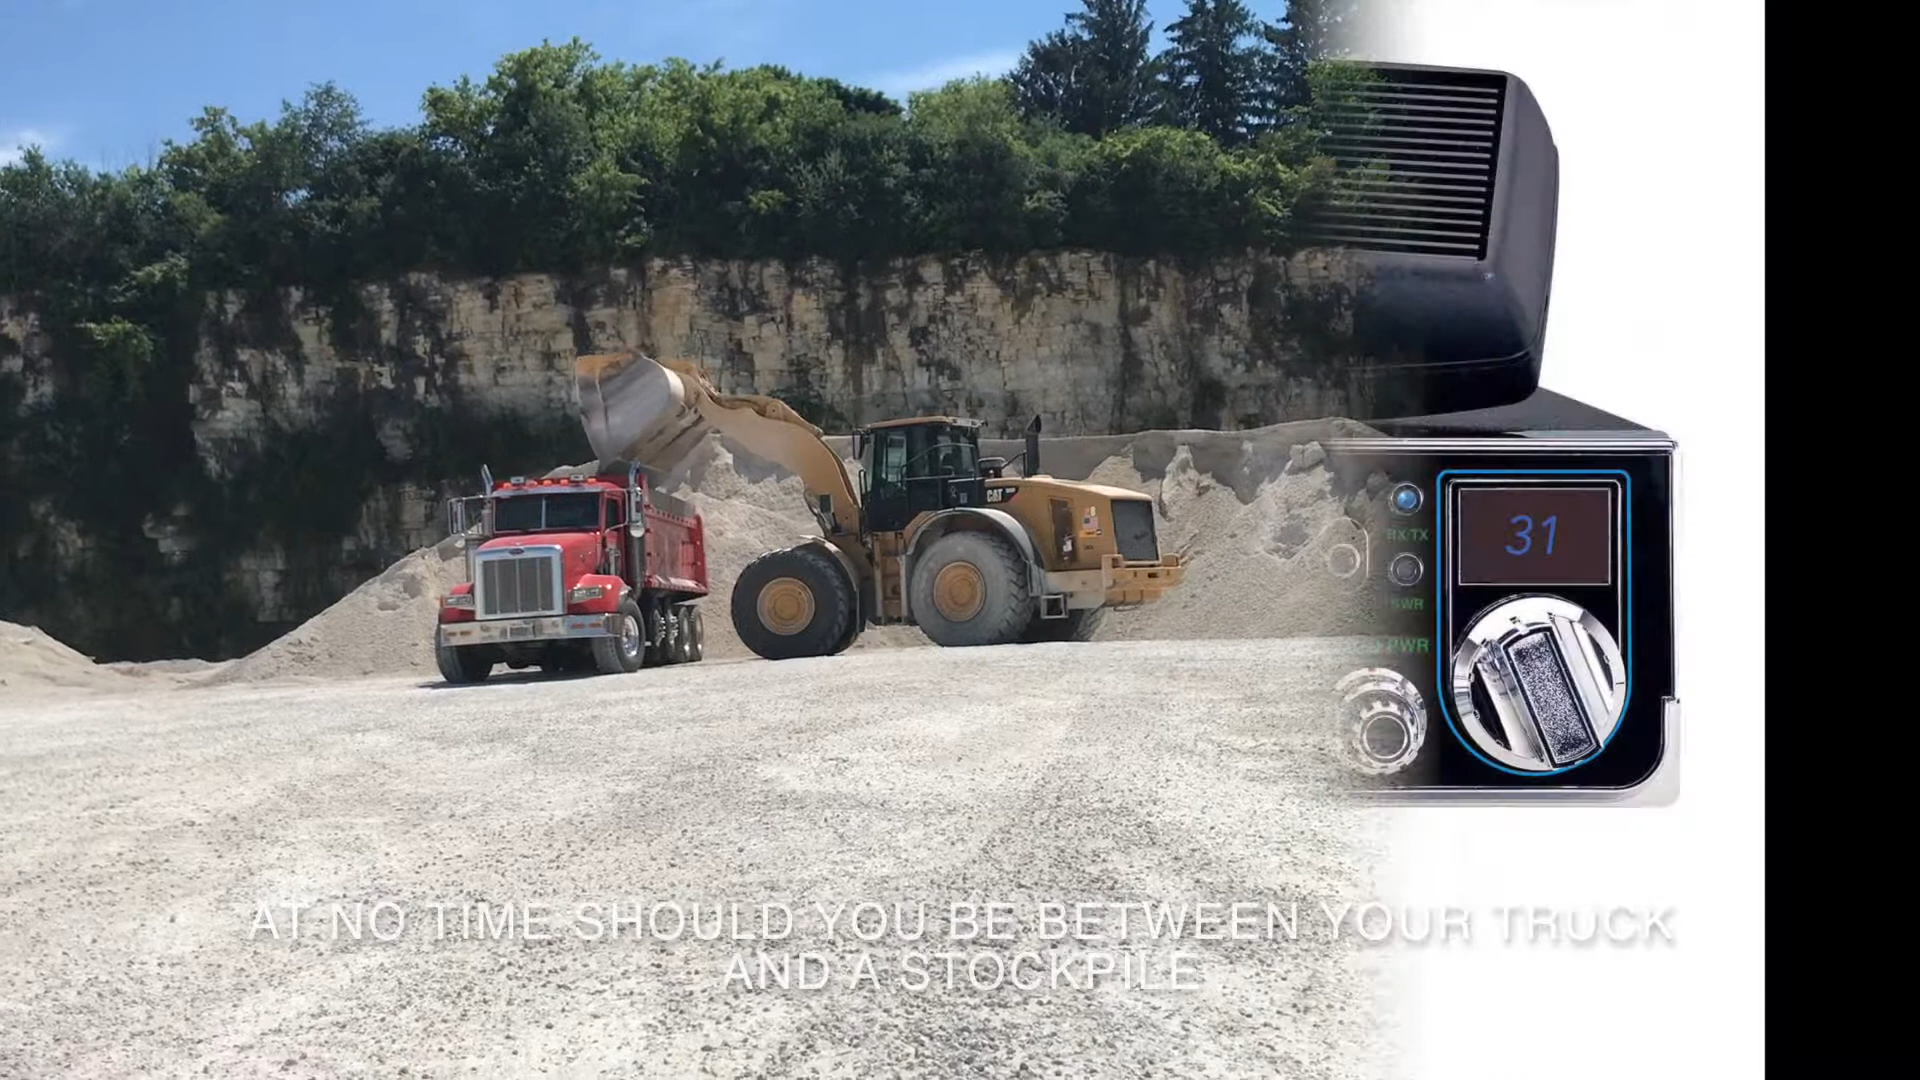 CAT
31
RX/TX
SWR
PWR
AT NO TIME SHOULD YOU BE BETWEEN YOUR TRUCK
AND A STOCKPILE